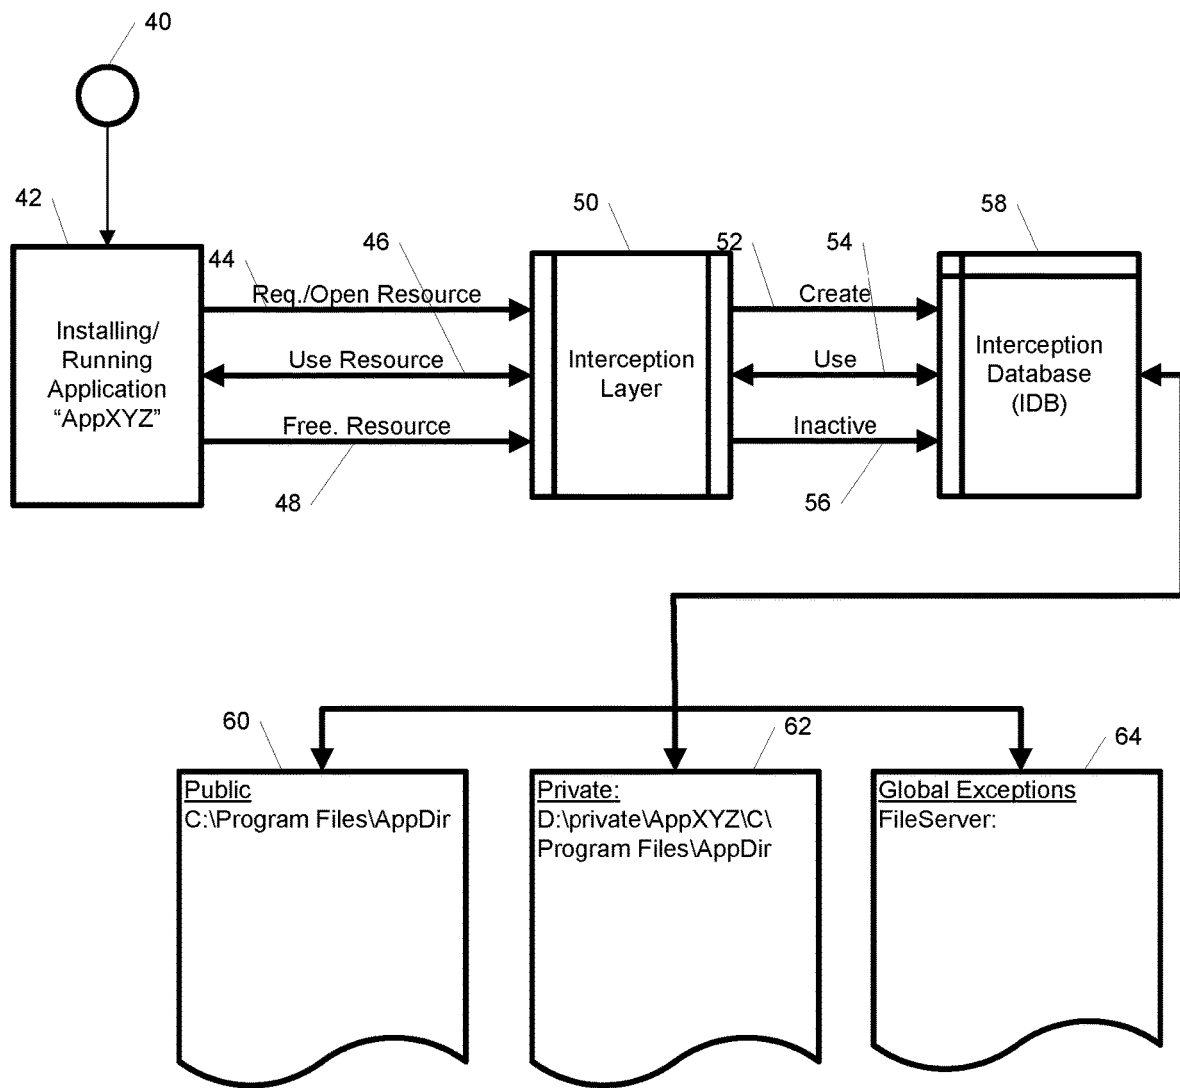 40
42
50
58
44
46
52
54
Req./Open Resource
Create
Installing/
Running
Application
“AppXYZ”
Use Resource
Interception
Layer
Use
Interception
Database
(IDB)
Free. Resource
Inactive
48
56
60
62
64
Public
C:\Program Files\AppDir
Private:
D:\private\AppXYZ\C\
Program Files\AppDir
Global Exceptions
FileServer: